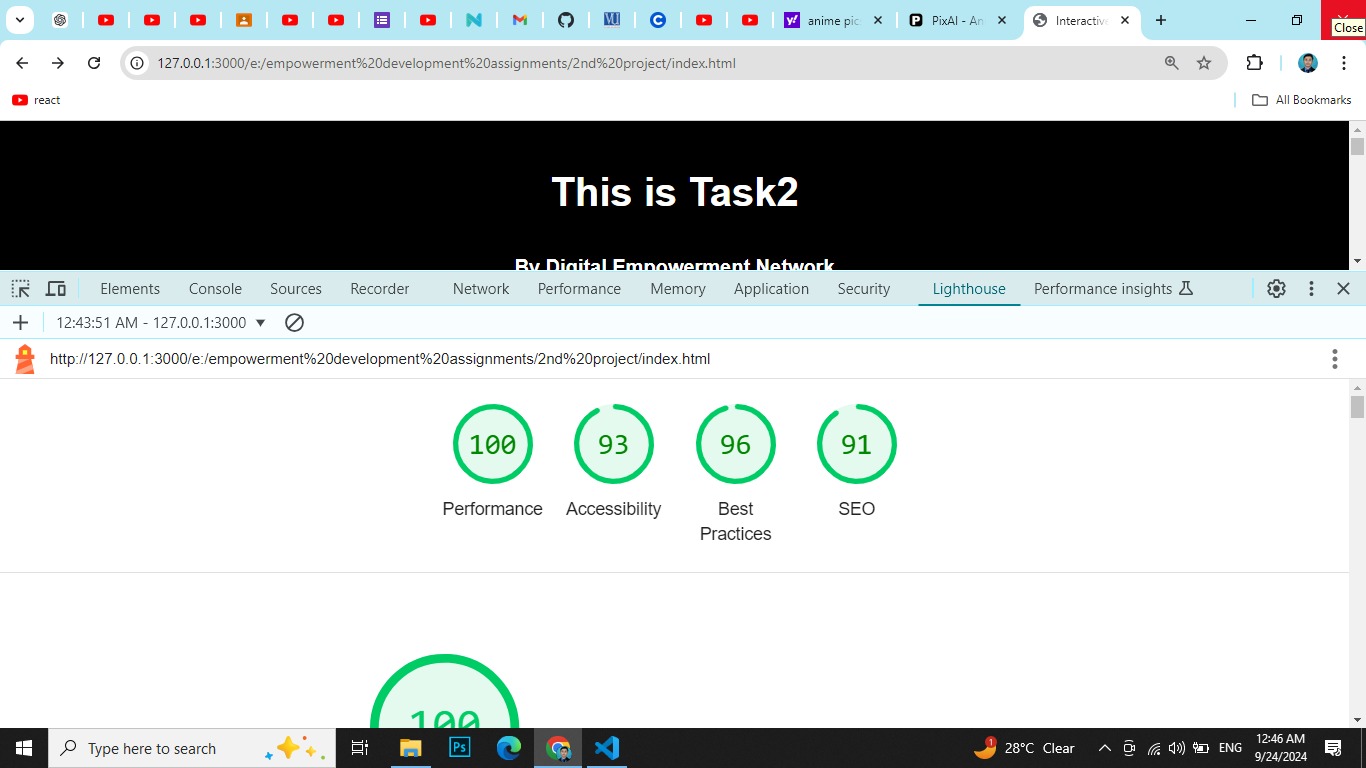 anime pic
PixAI - An
Interactive
Close
127.0.0.1:3000/e:/empowerment%20development%20assignments/2nd%20project/index.html
react
All Bookmarks
This is Task2
By Digital Empowerment Network
Elements Console Sources Recorder Network Performance Memory Application Security Lighthouse Performance insights
12:43:51 AM - 127.0.0.1:3000
http://127.0.0.1:3000/e:/empowerment%20development%20assignments/2nd%20project/index.html
100 93 96 91
Performance Accessibility Best Practices SEO
100
Type here to search
Ps
1
28°C Clear
ENG
12:46 AM
9/24/2024